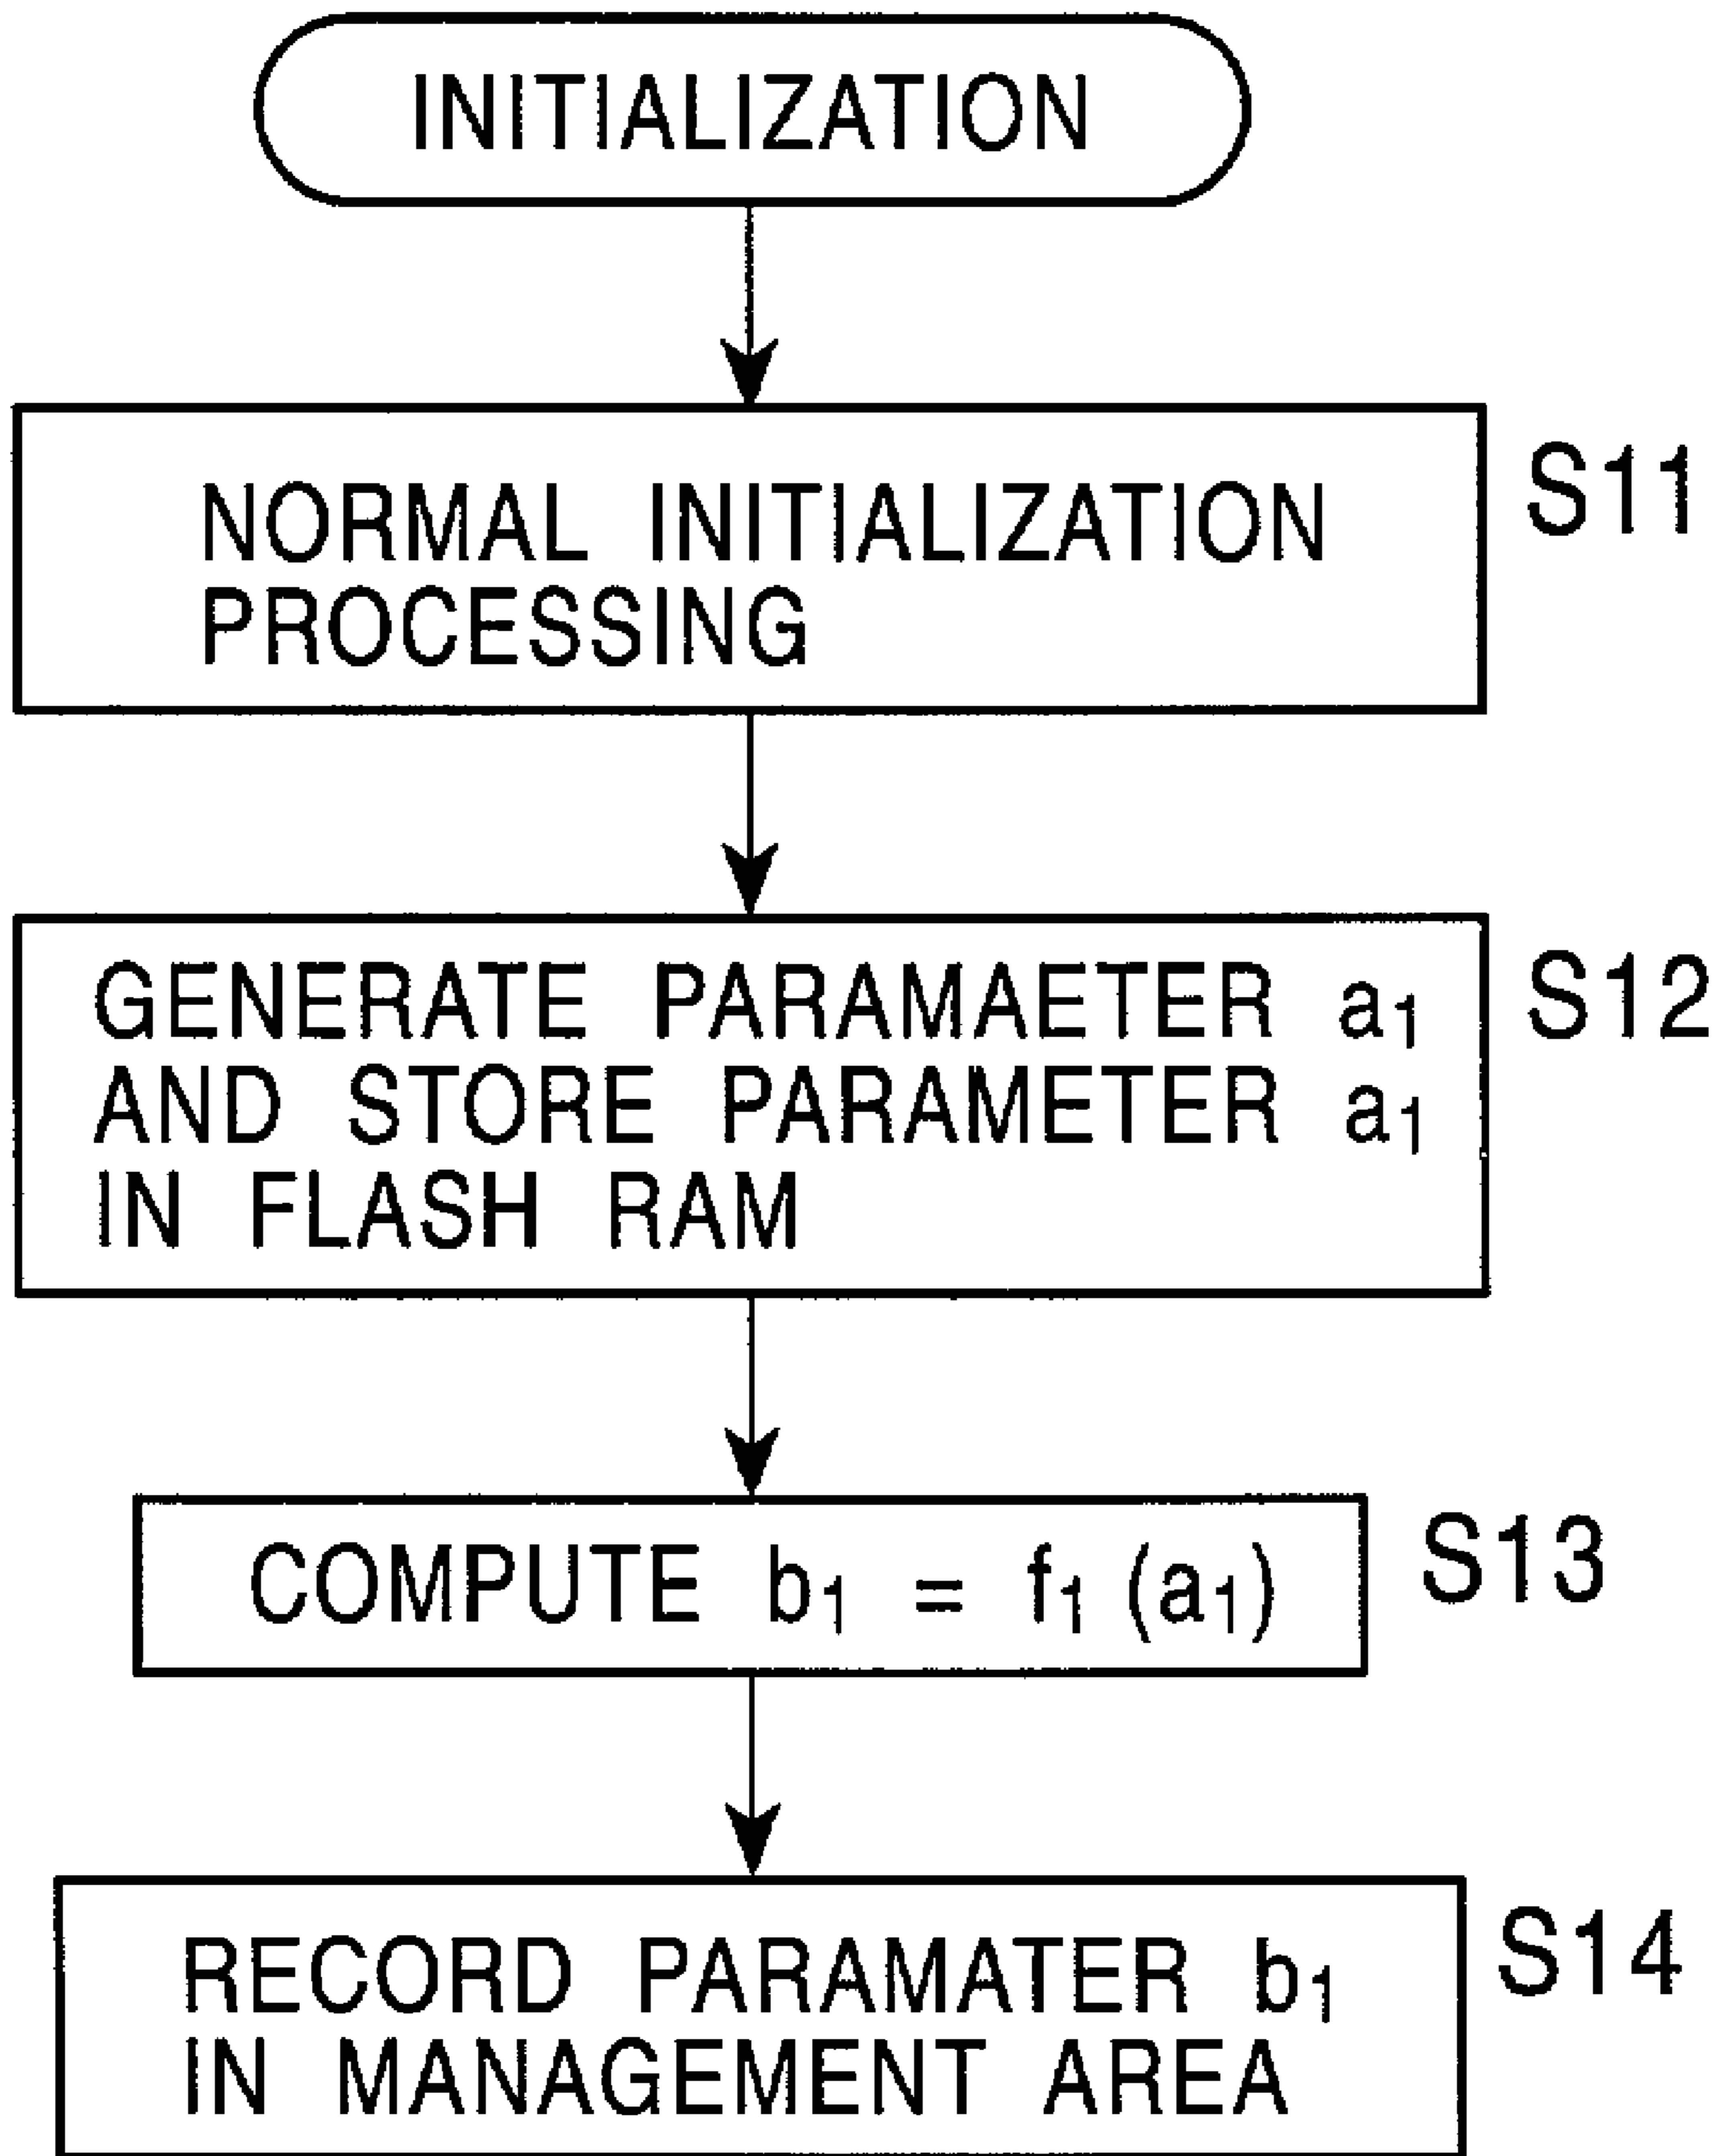 INITIALIZATION
NORMAL INITIALIZATION S11
PROCESSING
GENERATE PARAMAETER a₁ S12
AND STORE PARAMETER a₁
IN FLASH RAM
COMPUTE b₁ = f₁ (a₁) S13
RECORD PARAMATER b₁ S14
IN MANAGEMENT AREA